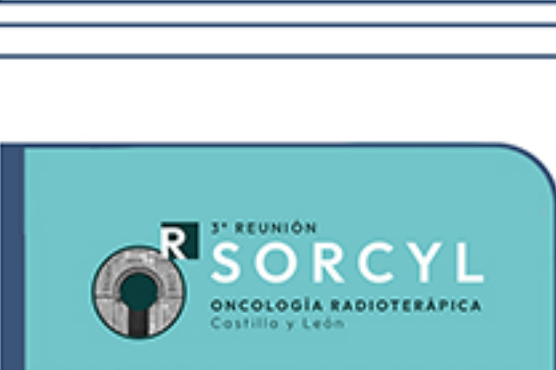 3ª REUNIÓN
R
SORCYL
ONCOLOGÍA RADIOTERÁPICA
Castilla y León